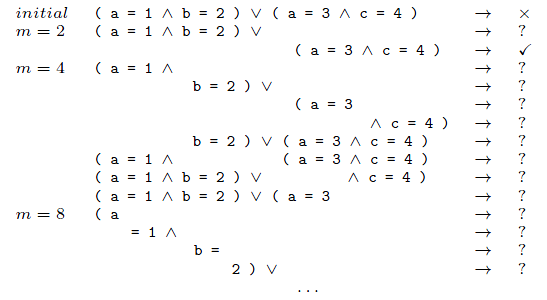 initial ( a = 1 ∧ b = 2 ) ∨ ( a = 3 ∧ c = 4 ) → ×
m = 2 ( a = 1 ∧ b = 2 ) ∨ → ?
( a = 3 ∧ c = 4 ) → ✓
m = 4 ( a = 1 ∧ → ?
b = 2 ) ∨ → ?
( a = 3 → ?
∧ c = 4 ) → ?
b = 2 ) ∨ ( a = 3 ∧ c = 4 ) → ?
( a = 1 ∧ ( a = 3 ∧ c = 4 ) → ?
( a = 1 ∧ b = 2 ) ∨ ∧ c = 4 ) → ?
( a = 1 ∧ b = 2 ) ∨ ( a = 3 → ?
m = 8 ( a → ?
= 1 ∧ → ?
b = → ?
2 ) ∨ → ?
...